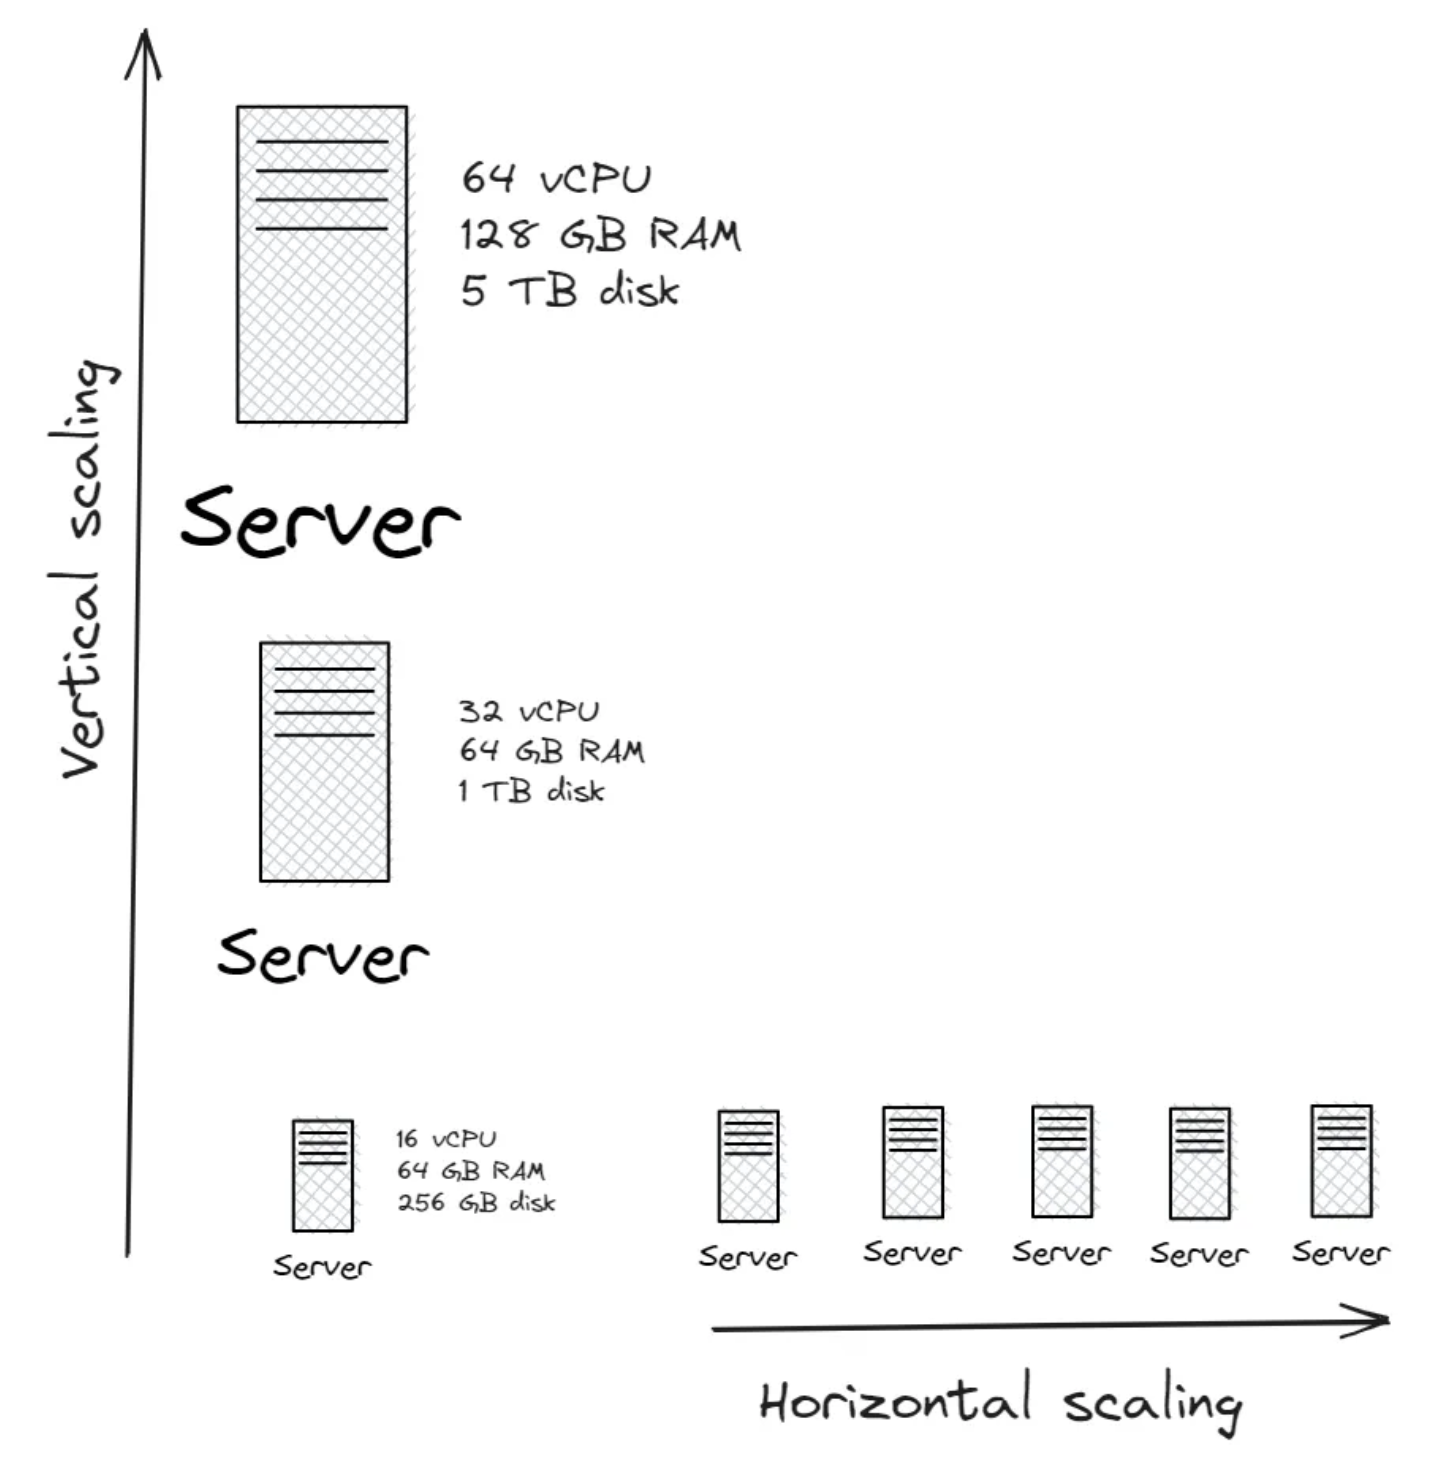 64 vCPU
128 GB RAM
5 TB disk
Server
Vertical scaling
32 vCPU
64 GB RAM
1 TB disk
Server
16 vCPU
64 GB RAM
256 GB disk
Server
Server
Server
Server
Server
Server
Horizontal scaling